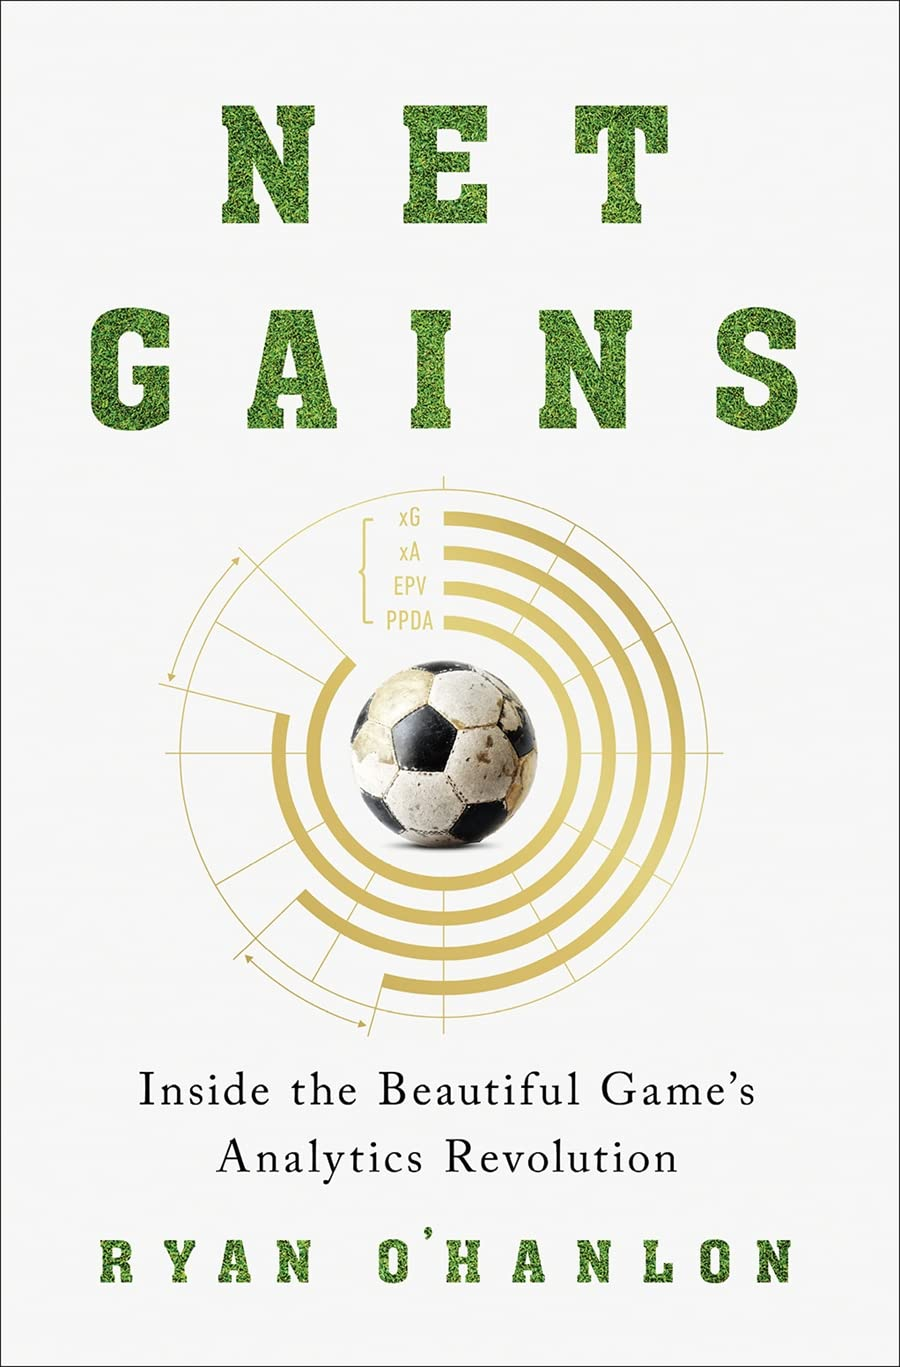 NET
GAINS
xG
xA
EPV
PPDA
Inside the Beautiful Game’s
Analytics Revolution
RYAN O’HANLON